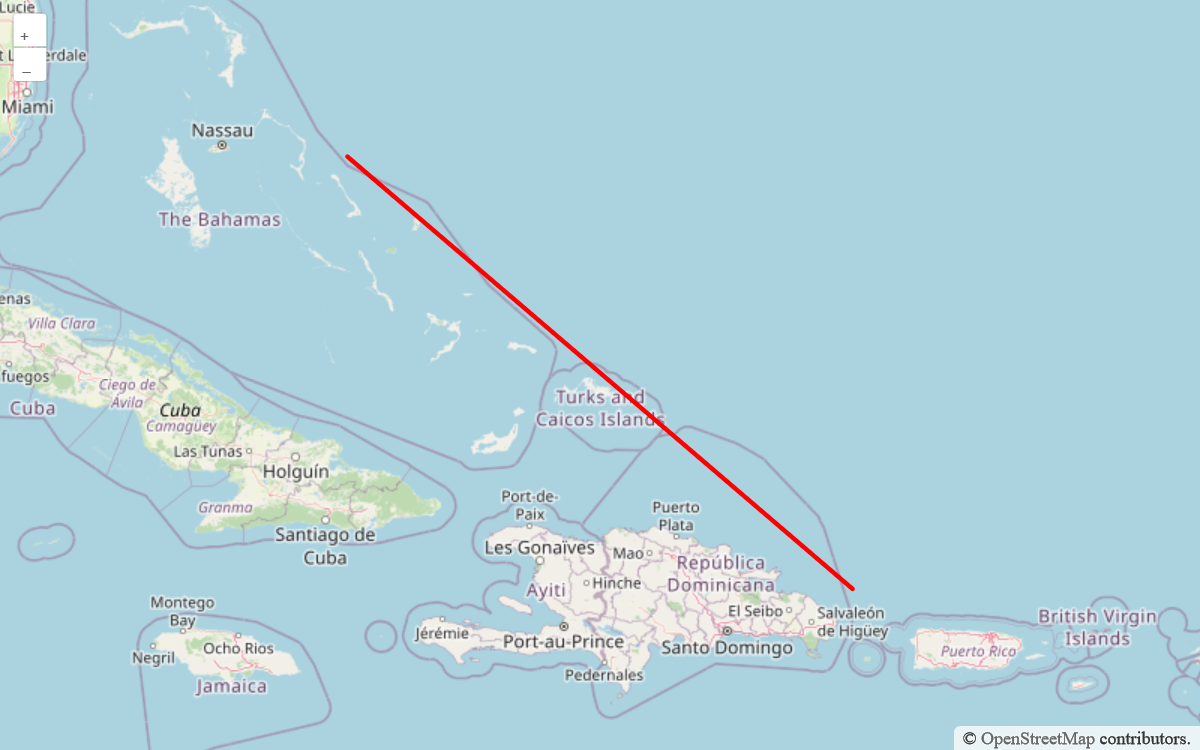 Lucie
+
t L
erdale
–
Miami
Nassau
The Bahamas
enas
Villa Clara
fuegos
Ciego de
Ávila
Cuba
Cuba
Camagüey
Las Tunas
Holguín
Granma
Santiago de
Cuba
Turks and
Caicos Islands
Port-de-
Paix
Puerto
Plata
Les Gonaïves
Mao
República
Dominicana
Ayiti
Hinche
El Seibo
Salvaleón
de Higüey
Montego
Bay
Jérémie
Port-au-Prince
Santo Domingo
British Virgin
Islands
Negril
Ocho Rios
Puerto Rico
Jamaica
Pedernales
© OpenStreetMap contributors.